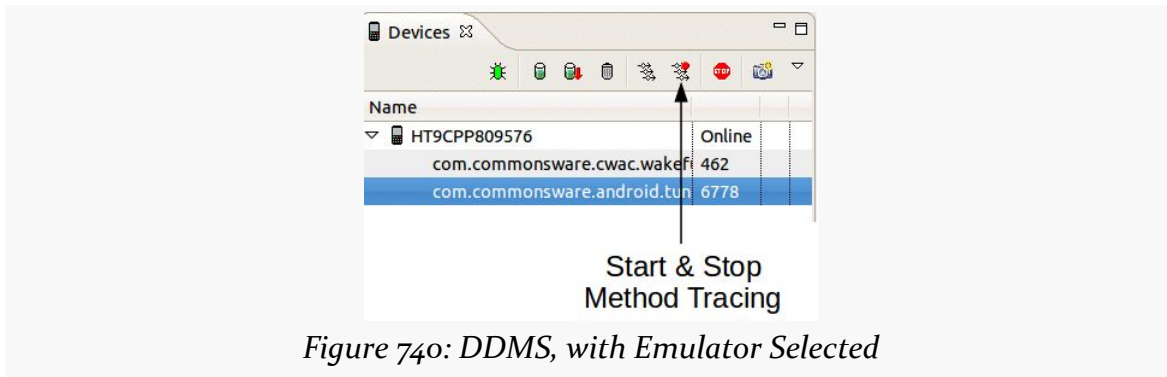 Devices
STOP
Name
HT9CPP809576 Online
com.commonsware.cwac.wakef 462
com.commonsware.android.tun 6778
Start & Stop
Method Tracing
Figure 740: DDMS, with Emulator Selected